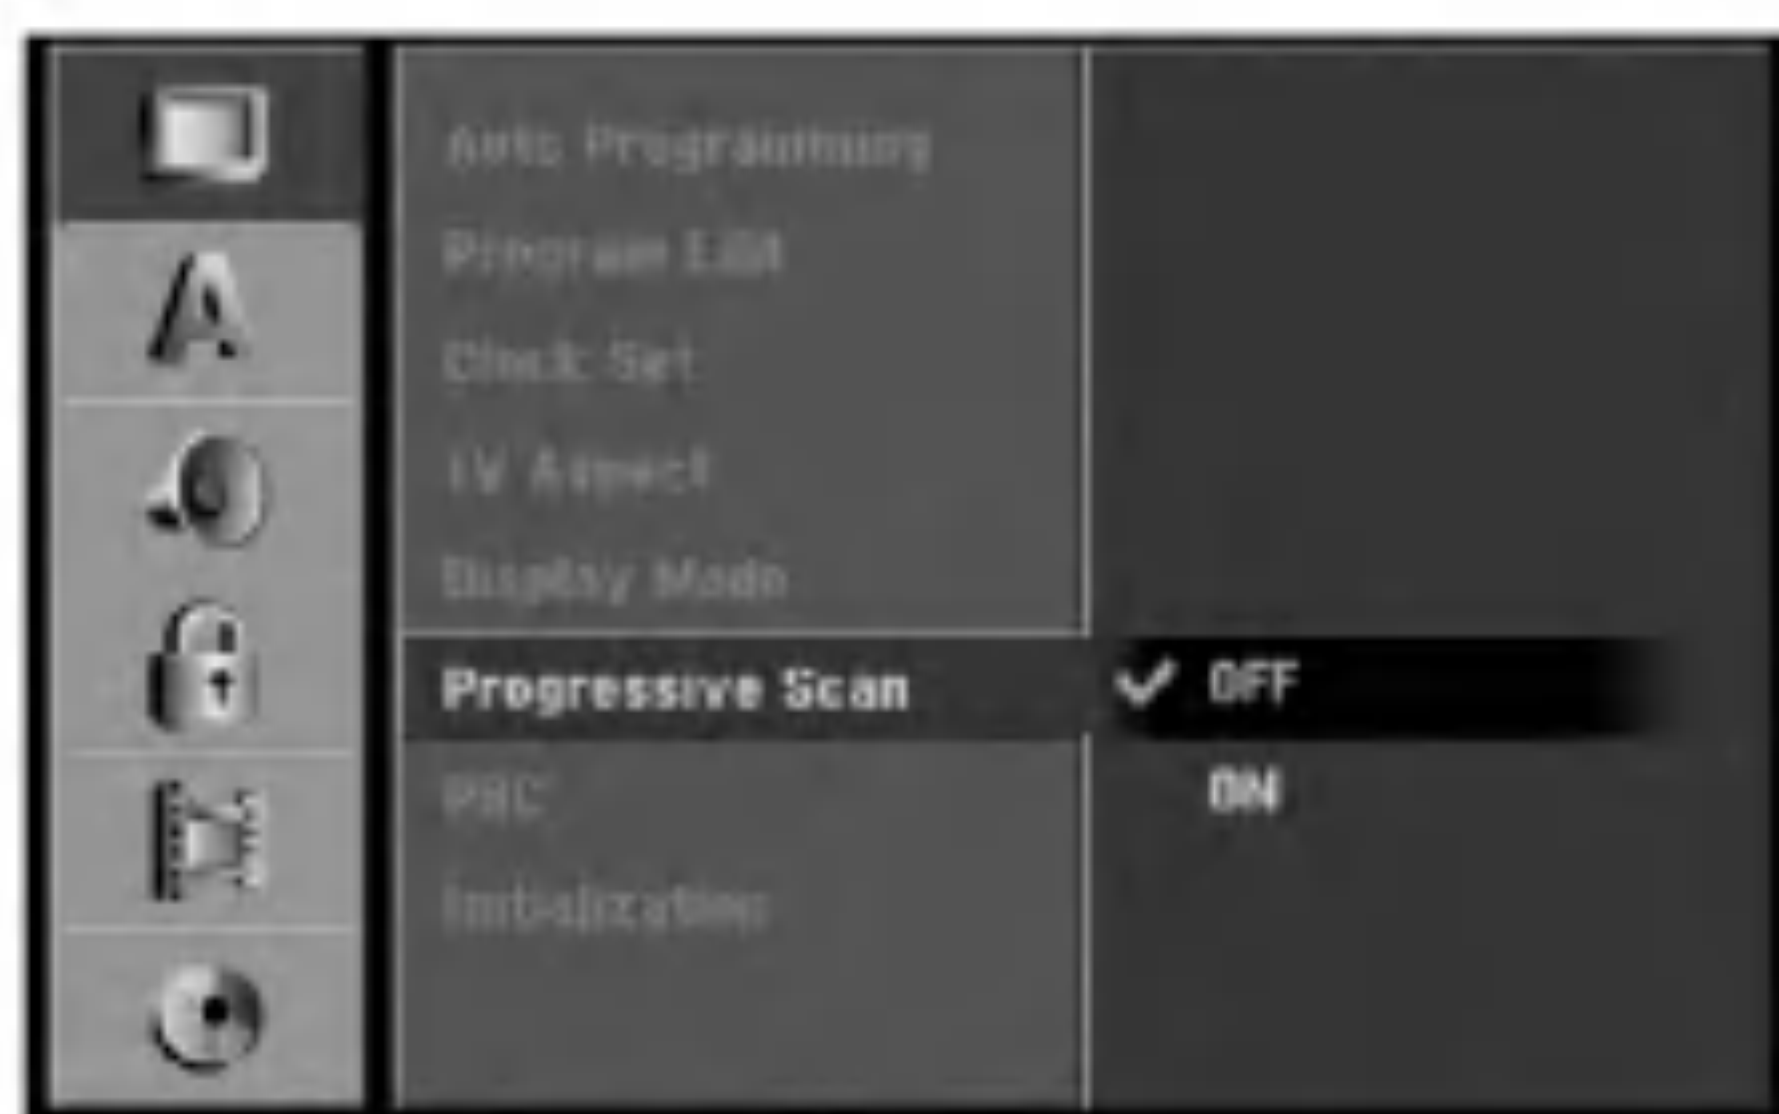 A
Auto Programming
Program Edit
Clock Set
TV Aspect
Display Mode
Progressive Scan
✓ OFF
ON
PBC
Initialization